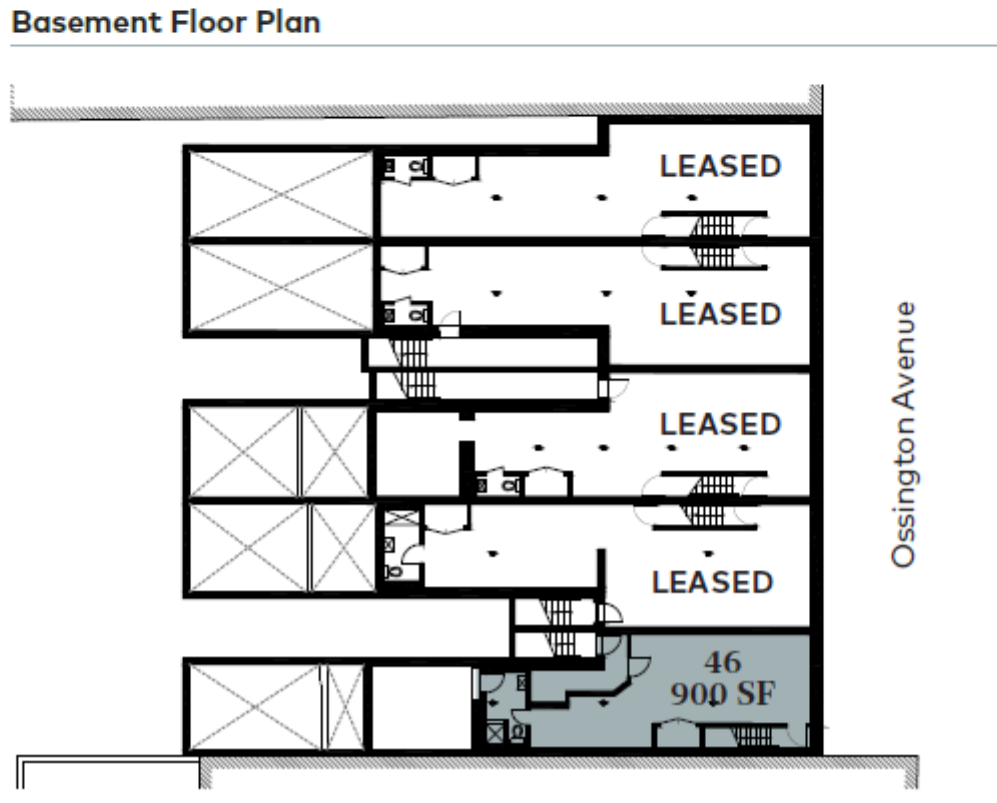 Basement Floor Plan
LEASED
LEASED
LEASED
LEASED
Ossington Avenue
46
900 SF